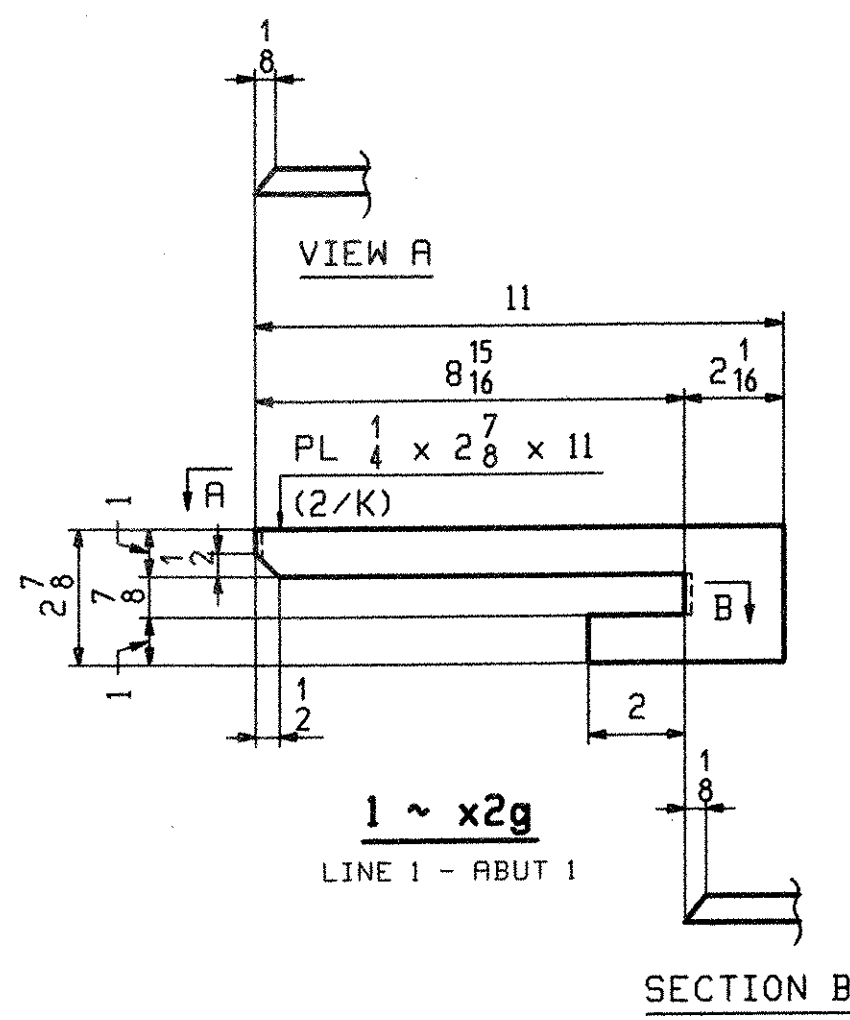 1/8
VIEW A
11
8 15/16
2 1/16
PL 1/4 x 2 7/8 x 11
(2/K)
A
1
1/2
2 7/8
7/8
B
1
1/2
2
1/8
1 ~ x2g
LINE 1 - ABUT 1
SECTION B